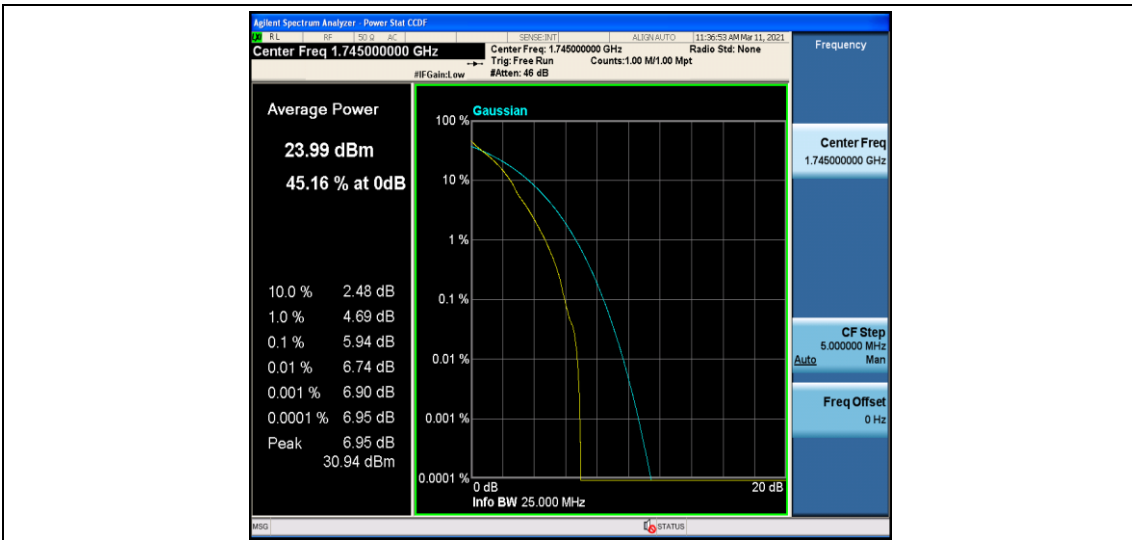 Agilent Spectrum Analyzer - Power Stat CCDF
LXI RL RF 50 Ω AC SENSE:INT ALIGN AUTO 11:36:53 AM Mar 11, 2021
Center Freq 1.745000000 GHz
Center Freq: 1.745000000 GHz Radio Std: None
Trig: Free Run Counts:1.00 M/1.00 Mpt
#IFGain:Low #Atten: 46 dB
Frequency
Average Power
23.99 dBm
45.16 % at 0dB
10.0 % 2.48 dB
1.0 % 4.69 dB
0.1 % 5.94 dB
0.01 % 6.74 dB
0.001 % 6.90 dB
0.0001 % 6.95 dB
Peak 6.95 dB
30.94 dBm
Gaussian
100 %
10 %
1 %
0.1 %
0.01 %
0.001 %
0.0001 %
0 dB 20 dB
Info BW 25.000 MHz
Center Freq
1.745000000 GHz
CF Step
5.000000 MHz
Auto Man
Freq Offset
0 Hz
MSG STATUS